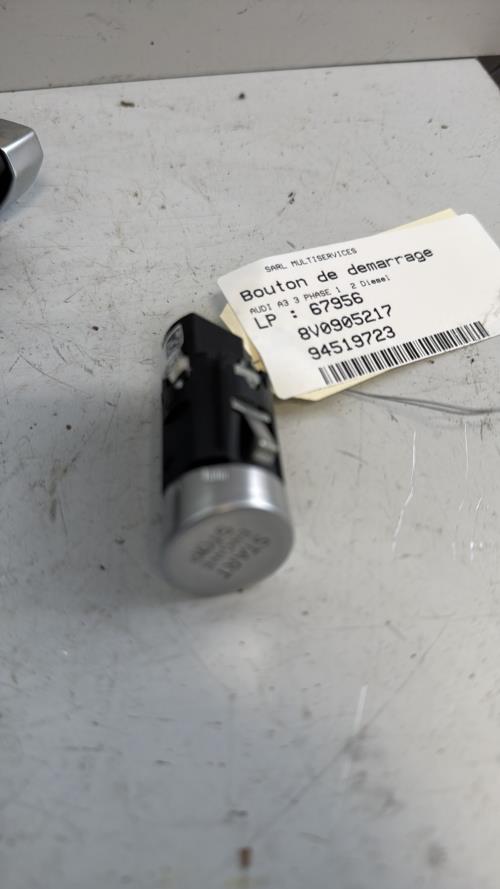 SARL MULTISERVICES
Bouton de demarrage
AUDI A3 3 PHASE 1 2 Diesel
LP : 67956
8V0905217
94519723
START
ENGINE
STOP